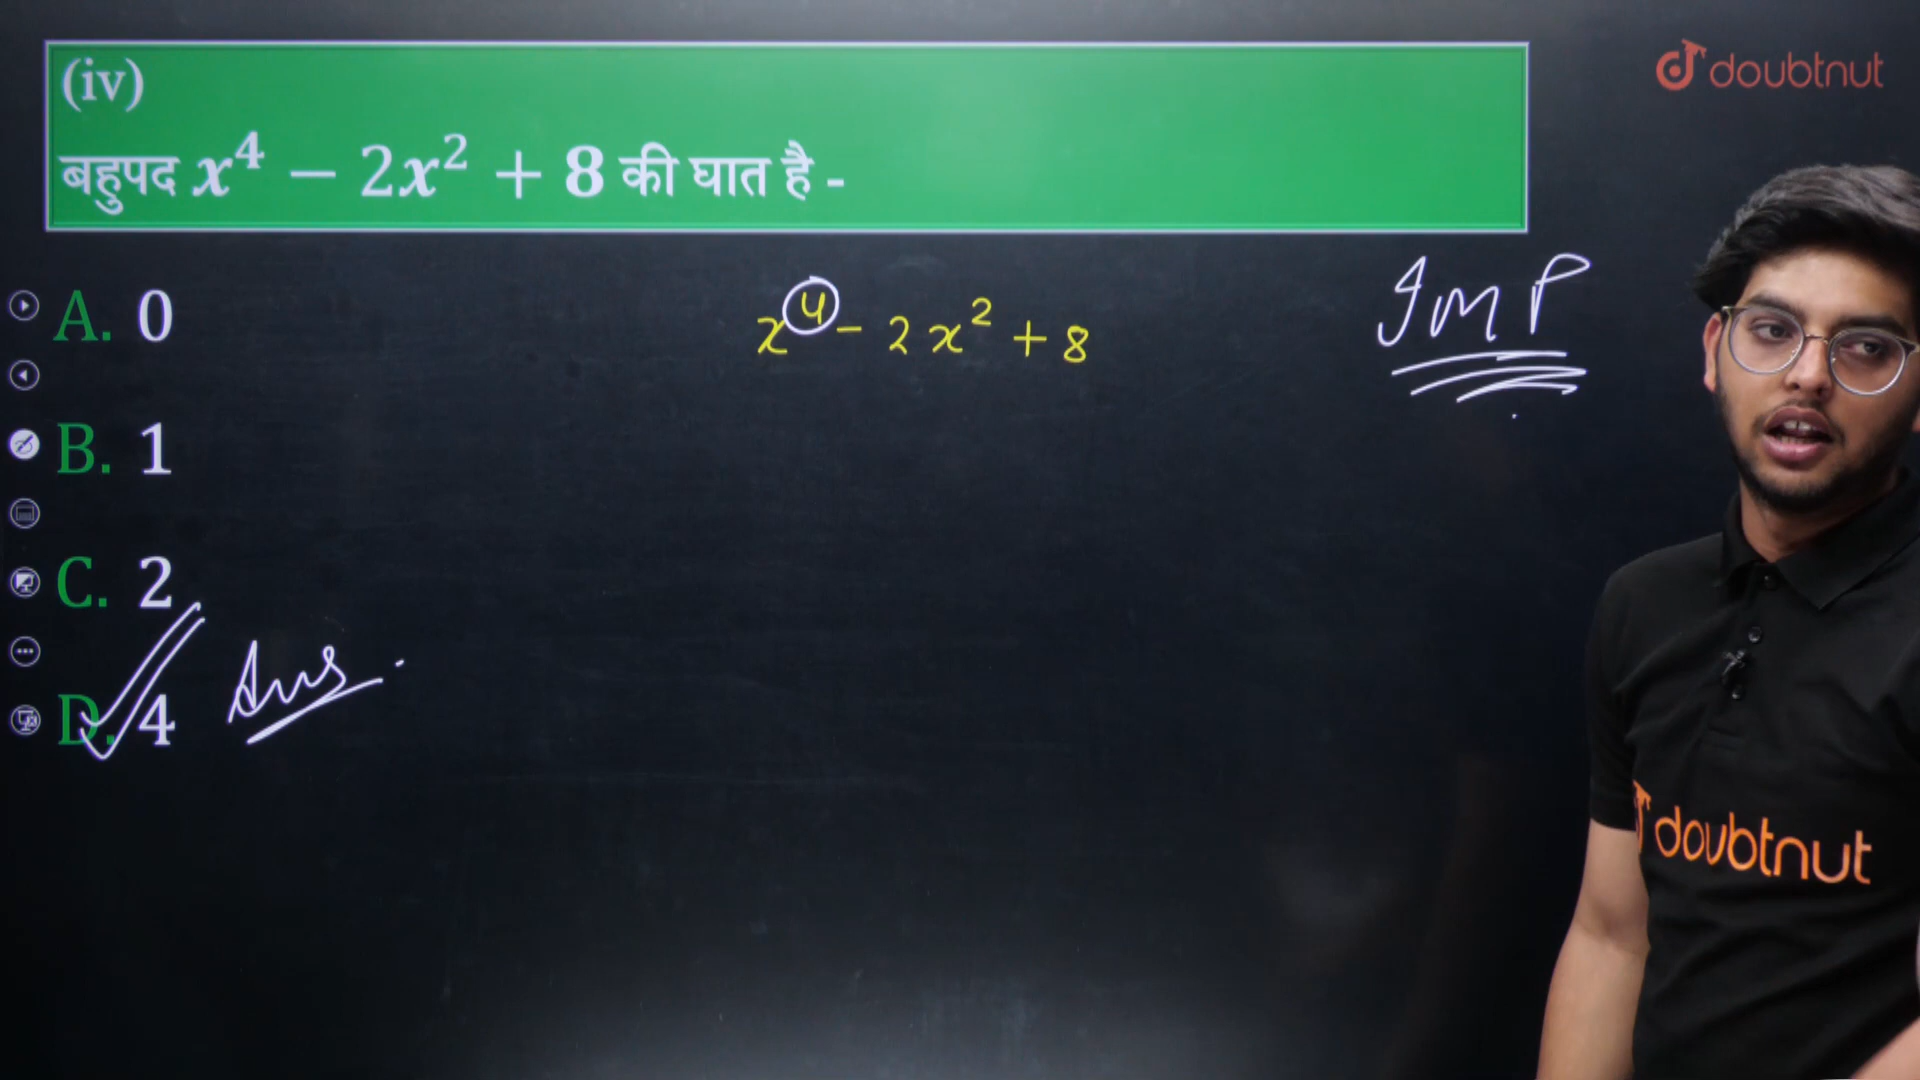 (iv)
बहुपद x⁴ − 2x² + 8 की घात है -
doubtnut
A. 0
B. 1
C. 2
D. 4
Ans.
x⁴ - 2x² + 8
IMP
doubtnut